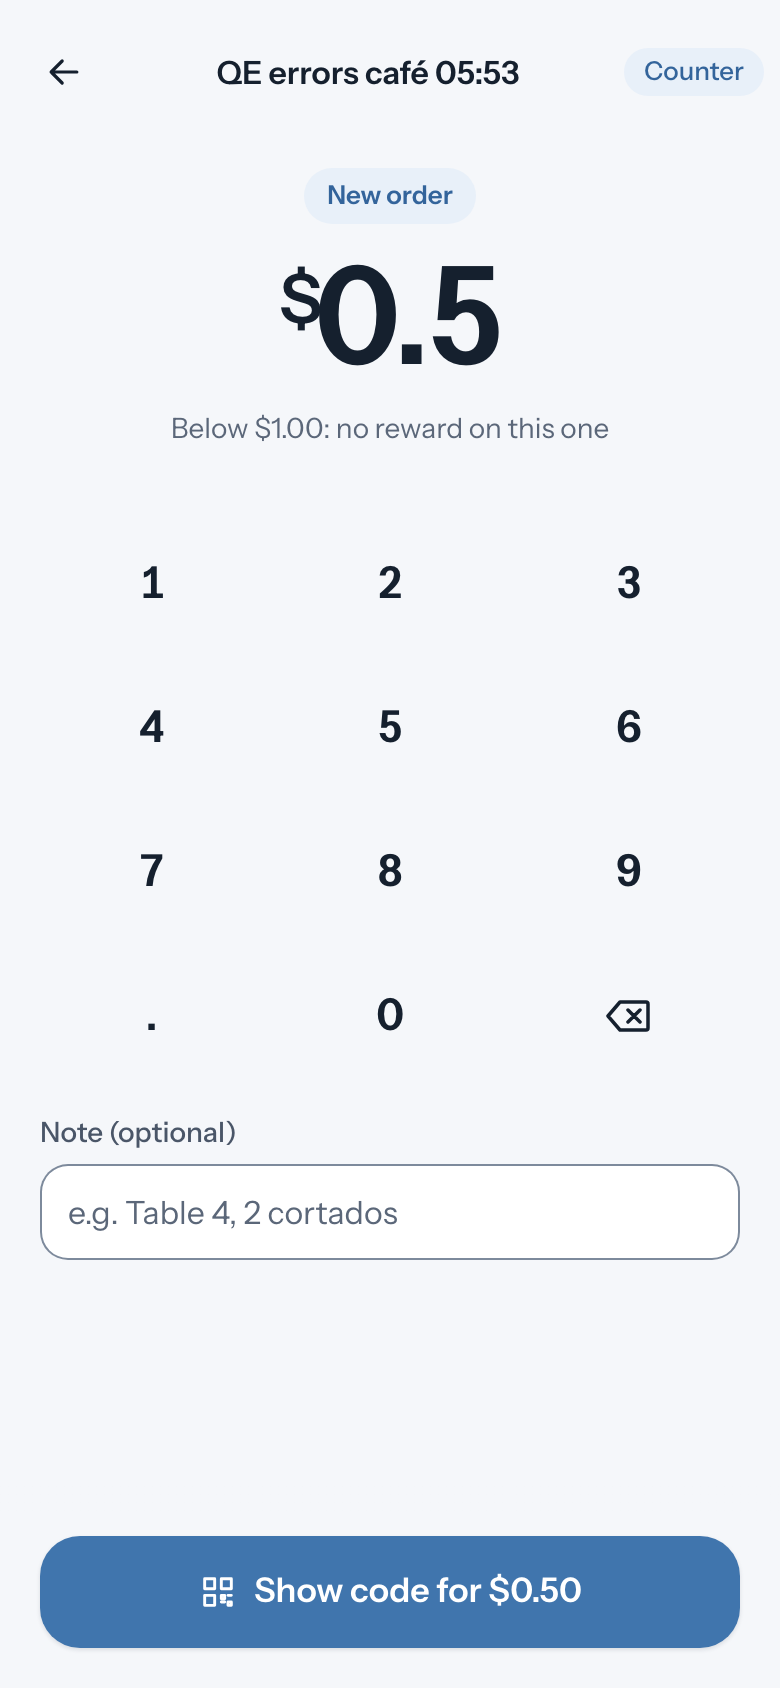 QE errors café 05:53
Counter
New order
$0.5
Below $1.00: no reward on this one
1 2 3
4 5 6
7 8 9
. 0
Note (optional)
e.g. Table 4, 2 cortados
Show code for $0.50